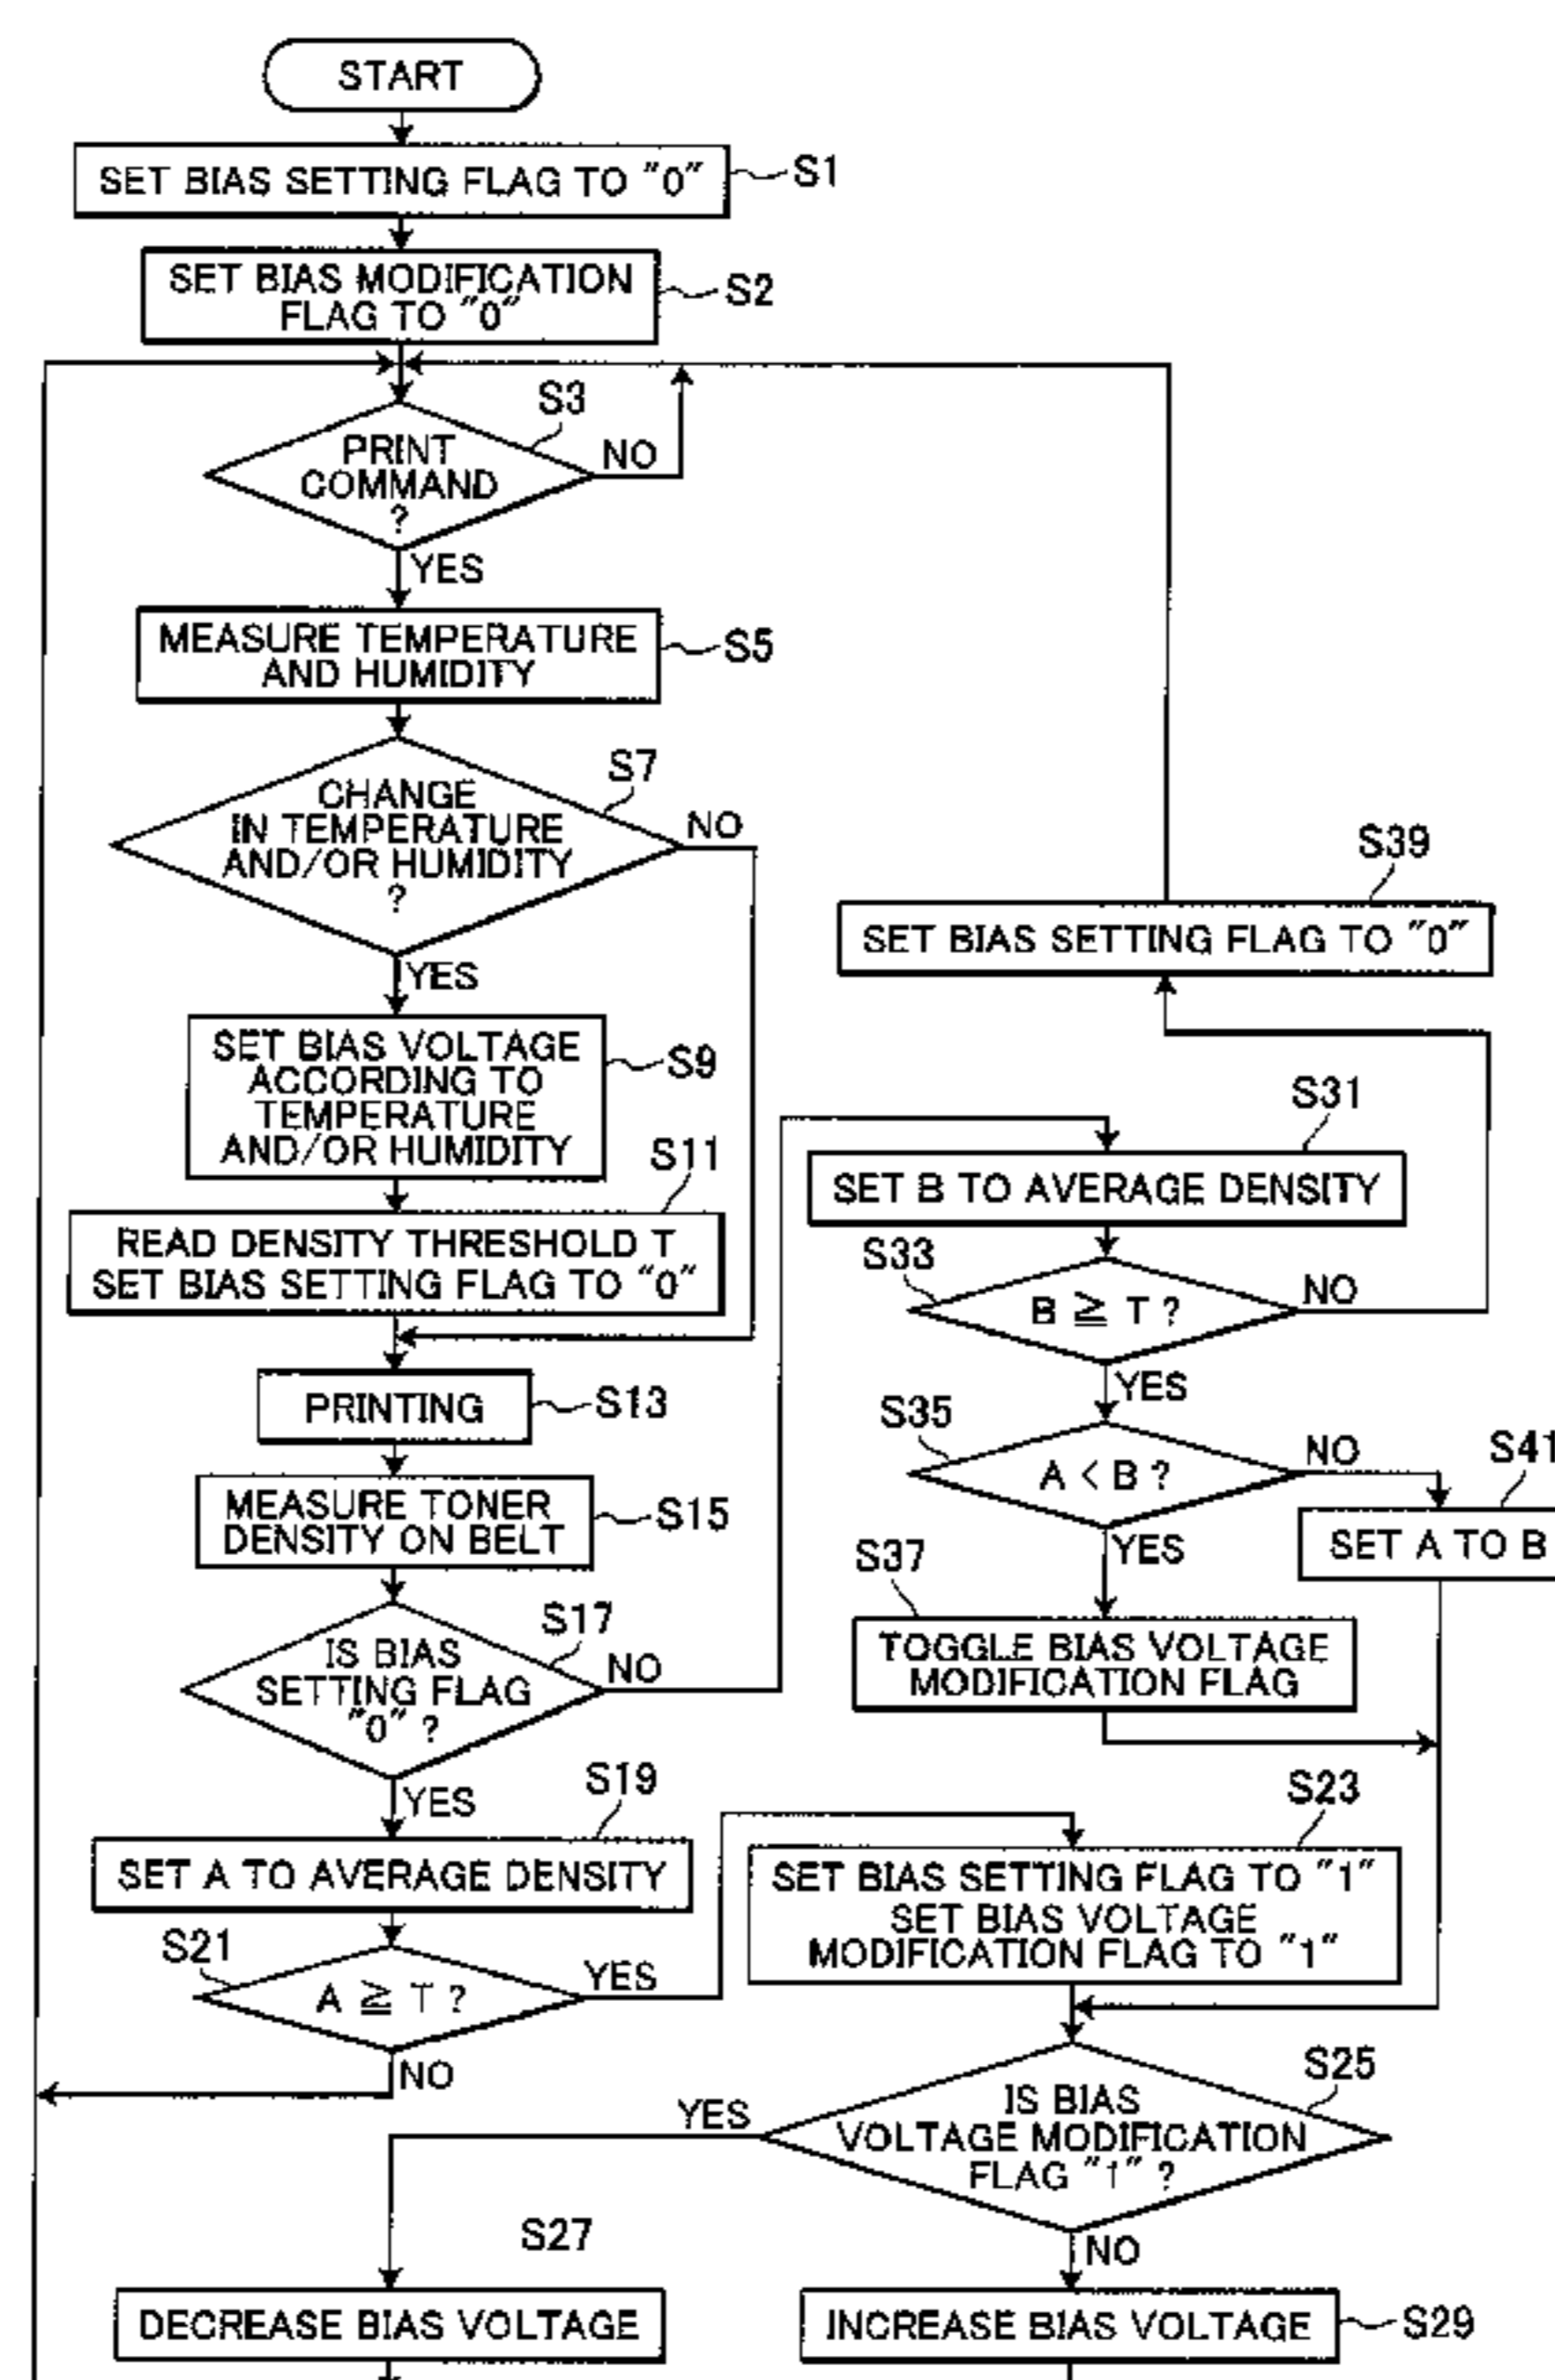 START
SET BIAS SETTING FLAG TO "0"
S1
SET BIAS MODIFICATION
FLAG TO "0"
S2
S3
PRINT
COMMAND
?
NO
YES
MEASURE TEMPERATURE
AND HUMIDITY
S5
S7
CHANGE
IN TEMPERATURE
AND/OR HUMIDITY
?
NO
YES
SET BIAS VOLTAGE
ACCORDING TO
TEMPERATURE
AND/OR HUMIDITY
S9
S11
READ DENSITY THRESHOLD T
SET BIAS SETTING FLAG TO "0"
PRINTING
S13
MEASURE TONER
DENSITY ON BELT
S15
S17
IS BIAS
SETTING FLAG
"0" ?
NO
YES
S19
SET A TO AVERAGE DENSITY
S21
A ≧ T ?
YES
NO
S39
SET BIAS SETTING FLAG TO "0"
S31
SET B TO AVERAGE DENSITY
S33
B ≧ T ?
NO
YES
S35
A < B ?
NO
S41
SET A TO B
YES
S37
TOGGLE BIAS VOLTAGE
MODIFICATION FLAG
S23
SET BIAS SETTING FLAG TO "1"
SET BIAS VOLTAGE
MODIFICATION FLAG TO "1"
S25
IS BIAS
VOLTAGE MODIFICATION
FLAG "1" ?
YES
NO
S27
DECREASE BIAS VOLTAGE
INCREASE BIAS VOLTAGE
S29